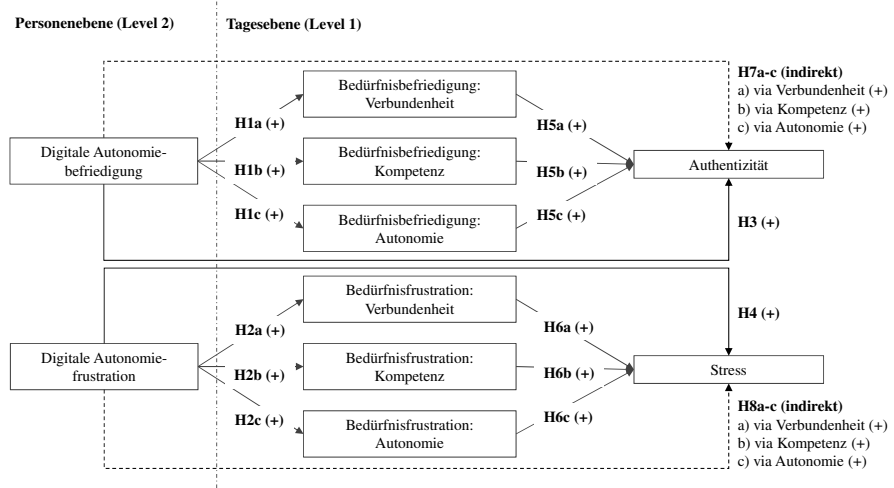 Personenebene (Level 2)
Tagesebene (Level 1)
H7a-c (indirekt)
a) via Verbundenheit (+)
b) via Kompetenz (+)
c) via Autonomie (+)
Bedürfnisbefriedigung:
Verbundenheit
H1a (+)
H5a (+)
Digitale Autonomie-
befriedigung
H1b (+)
Bedürfnisbefriedigung:
Kompetenz
H5b (+)
Authentizität
H1c (+)
Bedürfnisbefriedigung:
Autonomie
H5c (+)
H3 (+)
Bedürfnisfrustration:
Verbundenheit
H4 (+)
H2a (+)
H6a (+)
Digitale Autonomie-
frustration
H2b (+)
Bedürfnisfrustration:
Kompetenz
H6b (+)
Stress
H2c (+)
Bedürfnisfrustration:
Autonomie
H6c (+)
H8a-c (indirekt)
a) via Verbundenheit (+)
b) via Kompetenz (+)
c) via Autonomie (+)